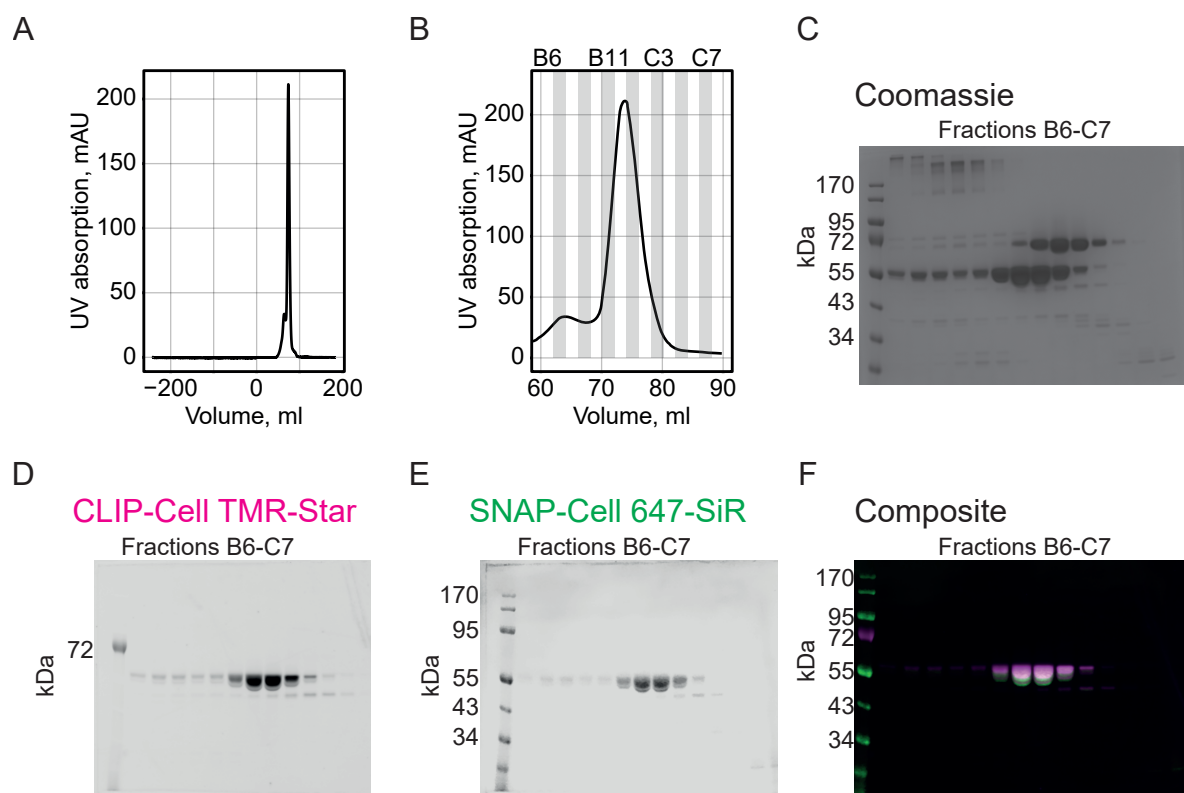 A
200
150
100
50
0
UV absorption, mAU
−200 0 200
Volume, ml
B
B6 B11 C3 C7
200
150
100
50
0
UV absorption, mAU
60 70 80 90
Volume, ml
C
Coomassie
Fractions B6-C7
170
95
72
55
43
34
kDa
D
CLIP-Cell TMR-Star
Fractions B6-C7
72
kDa
E
SNAP-Cell 647-SiR
Fractions B6-C7
170
95
55
43
34
kDa
F
Composite
Fractions B6-C7
170
95
72
55
43
34
kDa